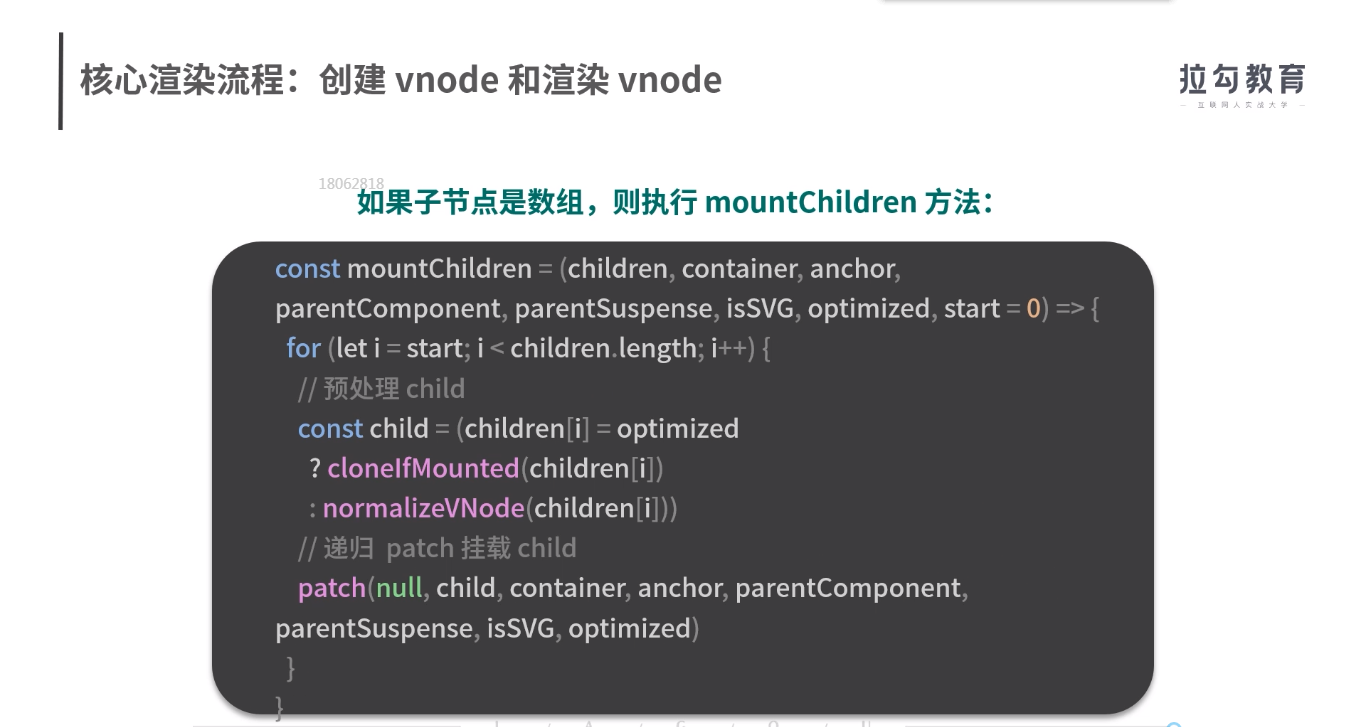 核心渲染流程：创建 vnode 和渲染 vnode
拉勾教育
— 互联网人实战大学 —
18062818
如果子节点是数组，则执行 mountChildren 方法：
const mountChildren = (children, container, anchor,
parentComponent, parentSuspense, isSVG, optimized, start = 0) => {
for (let i = start; i < children.length; i++) {
// 预处理 child
const child = (children[i] = optimized
? cloneIfMounted(children[i])
: normalizeVNode(children[i]))
// 递归 patch 挂载 child
patch(null, child, container, anchor, parentComponent,
parentSuspense, isSVG, optimized)
}
}